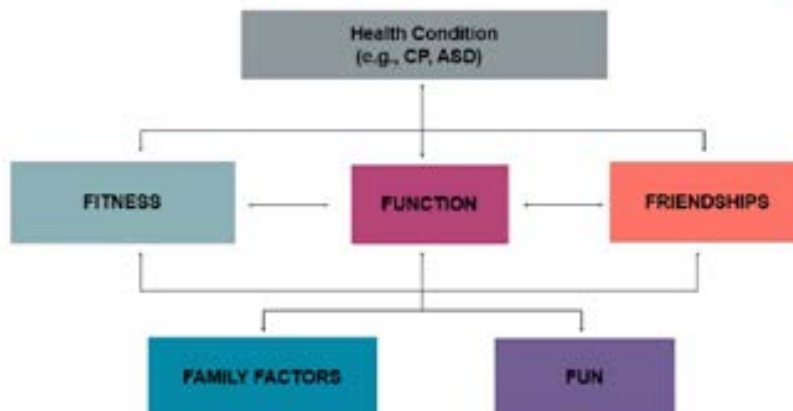 Health Condition
(e.g., CP, ASD)
FITNESS
FUNCTION
FRIENDSHIPS
FAMILY FACTORS
FUN